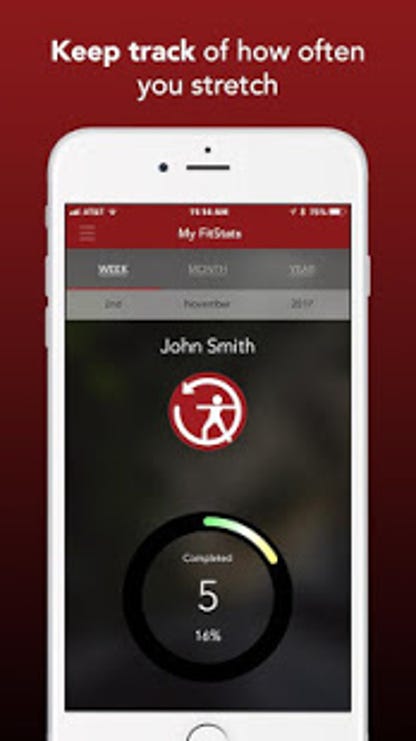 Keep track of how often
you stretch
AT&T 11:14 AM 75%
My FitStats
WEEK MONTH YEAR
2nd November 2017
John Smith
Completed
5
16%